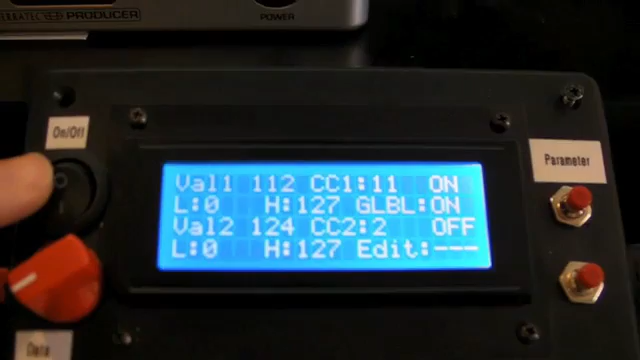 PRODUCER
POWER
On/Off
Parameter
Val1 112 CC1:11 ON
L:0 H:127 GLBL:ON
Val2 124 CC2:2 OFF
L:0 H:127 Edit:---
Data